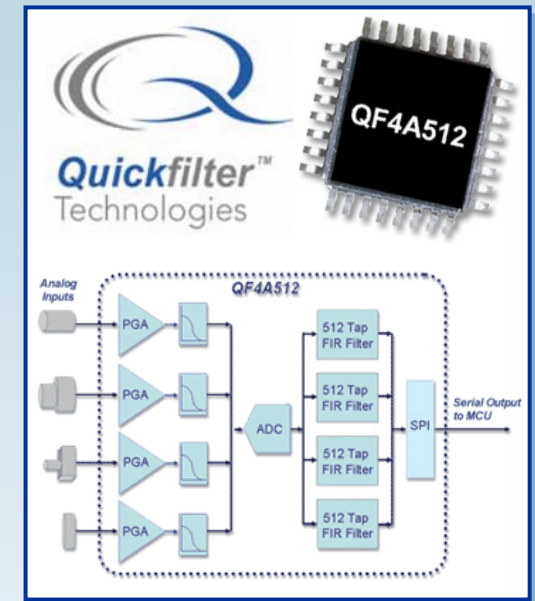 Quickfilter™
Technologies
QF4A512
Analog
Inputs
QF4A512
PGA
PGA
PGA
PGA
ADC
512 Tap
FIR Filter
512 Tap
FIR Filter
512 Tap
FIR Filter
512 Tap
FIR Filter
SPI
Serial Output
to MCU